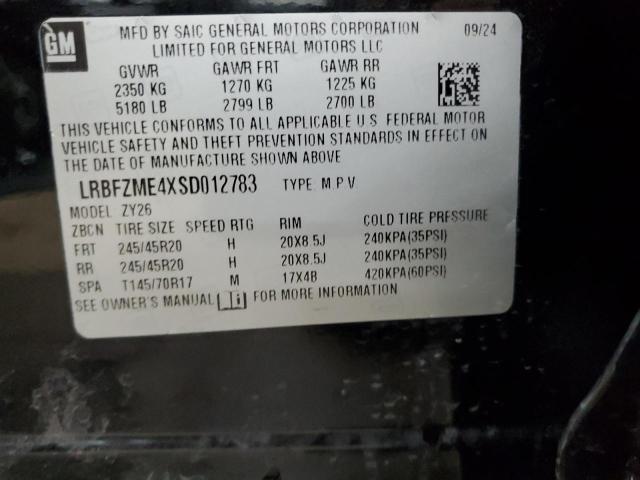 GM
MFD BY SAIC GENERAL MOTORS CORPORATION 09/24
LIMITED FOR GENERAL MOTORS LLC
GVWR GAWR FRT GAWR RR
2350 KG 1270 KG 1225 KG
5180 LB 2799 LB 2700 LB
THIS VEHICLE CONFORMS TO ALL APPLICABLE U.S. FEDERAL MOTOR
VEHICLE SAFETY AND THEFT PREVENTION STANDARDS IN EFFECT ON
THE DATE OF MANUFACTURE SHOWN ABOVE
LRBFZME4XSD012783 TYPE: M.P.V
MODEL: ZY26
ZBCN TIRE SIZE SPEED RTG RIM COLD TIRE PRESSURE
FRT 245/45R20 H 20X8.5J 240KPA(35PSI)
RR 245/45R20 H 20X8.5J 240KPA(35PSI)
SPA T145/70R17 M 17X4B 420KPA(60PSI)
SEE OWNER'S MANUAL i FOR MORE INFORMATION